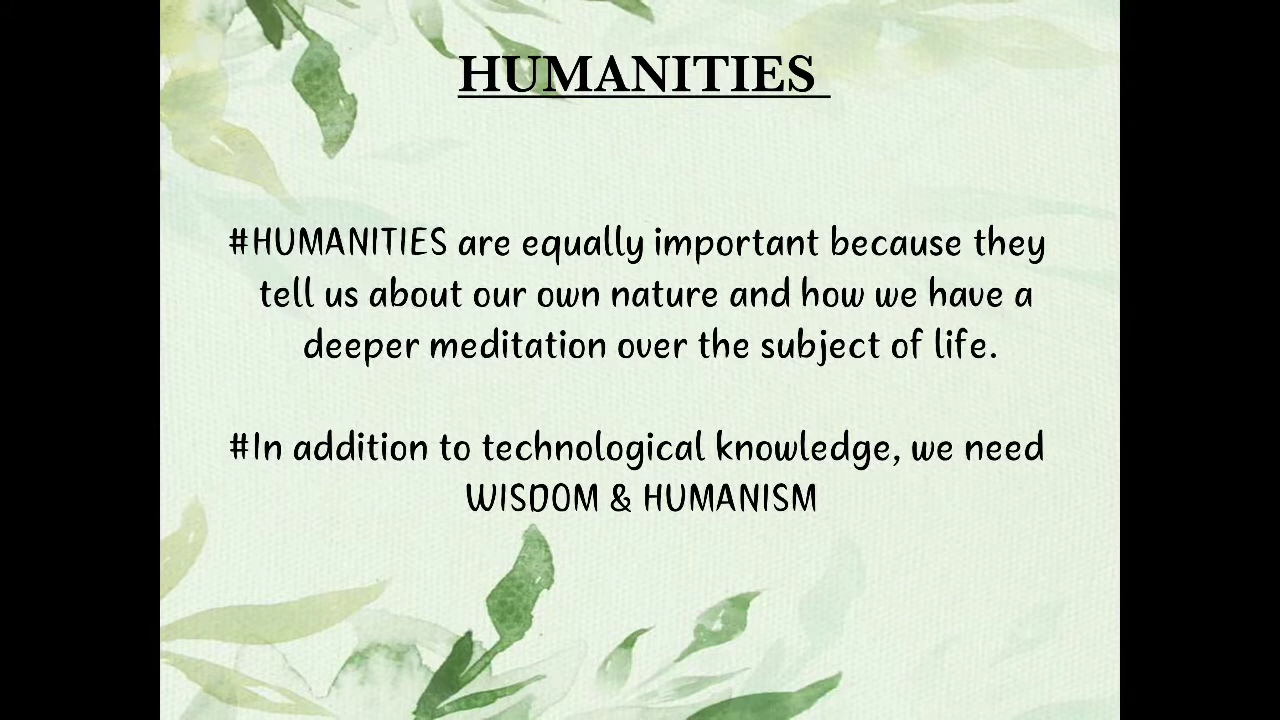 HUMANITIES
#HUMANITIES are equally important because they
tell us about our own nature and how we have a
deeper meditation over the subject of life.
#In addition to technological knowledge, we need
WISDOM & HUMANISM